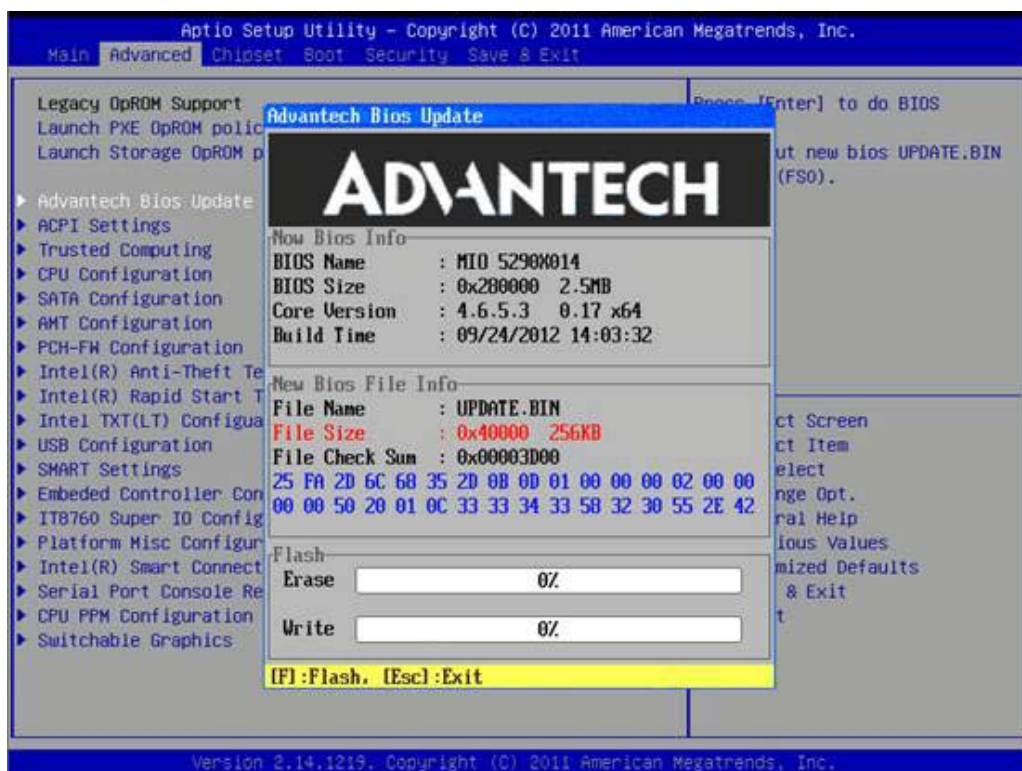 Aptio Setup Utility – Copyright (C) 2011 American Megatrends, Inc.
Main Advanced Chipset Boot Security Save & Exit
Legacy OpROM Support
Launch PXE OpROM polic
Launch Storage OpROM p
Advantech Bios Update
ACPI Settings
Trusted Computing
CPU Configuration
SATA Configuration
AMT Configuration
PCH-FW Configuration
Intel(R) Anti-Theft Te
Intel(R) Rapid Start T
Intel TXT(LT) Configua
USB Configuration
SMART Settings
Embeded Controller Con
IT8760 Super IO Config
Platform Misc Configur
Intel(R) Smart Connect
Serial Port Console Re
CPU PPM Configuration
Switchable Graphics
Advantech Bios Update
ADVANTECH
Now Bios Info
BIOS Name : MIO 5290X014
BIOS Size : 0x280000 2.5MB
Core Version : 4.6.5.3 0.17 x64
Build Time : 09/24/2012 14:03:32
New Bios File Info
File Name : UPDATE.BIN
File Size : 0x40000 256KB
File Check Sum : 0x00003D00
25 FA 2D 6C 68 35 2D 0B 0D 01 00 00 00 02 00 00
00 00 50 20 01 0C 33 33 34 33 58 32 30 55 2E 42
Flash
Erase 0%
Write 0%
[F]:Flash, [Esc]:Exit
[Enter] to do BIOS
ut new bios UPDATE.BIN
(FS0).
ct Screen
ct Item
elect
nge Opt.
ral Help
ious Values
mized Defaults
& Exit
t
Version 2.14.1219. Copyright (C) 2011 American Megatrends, Inc.